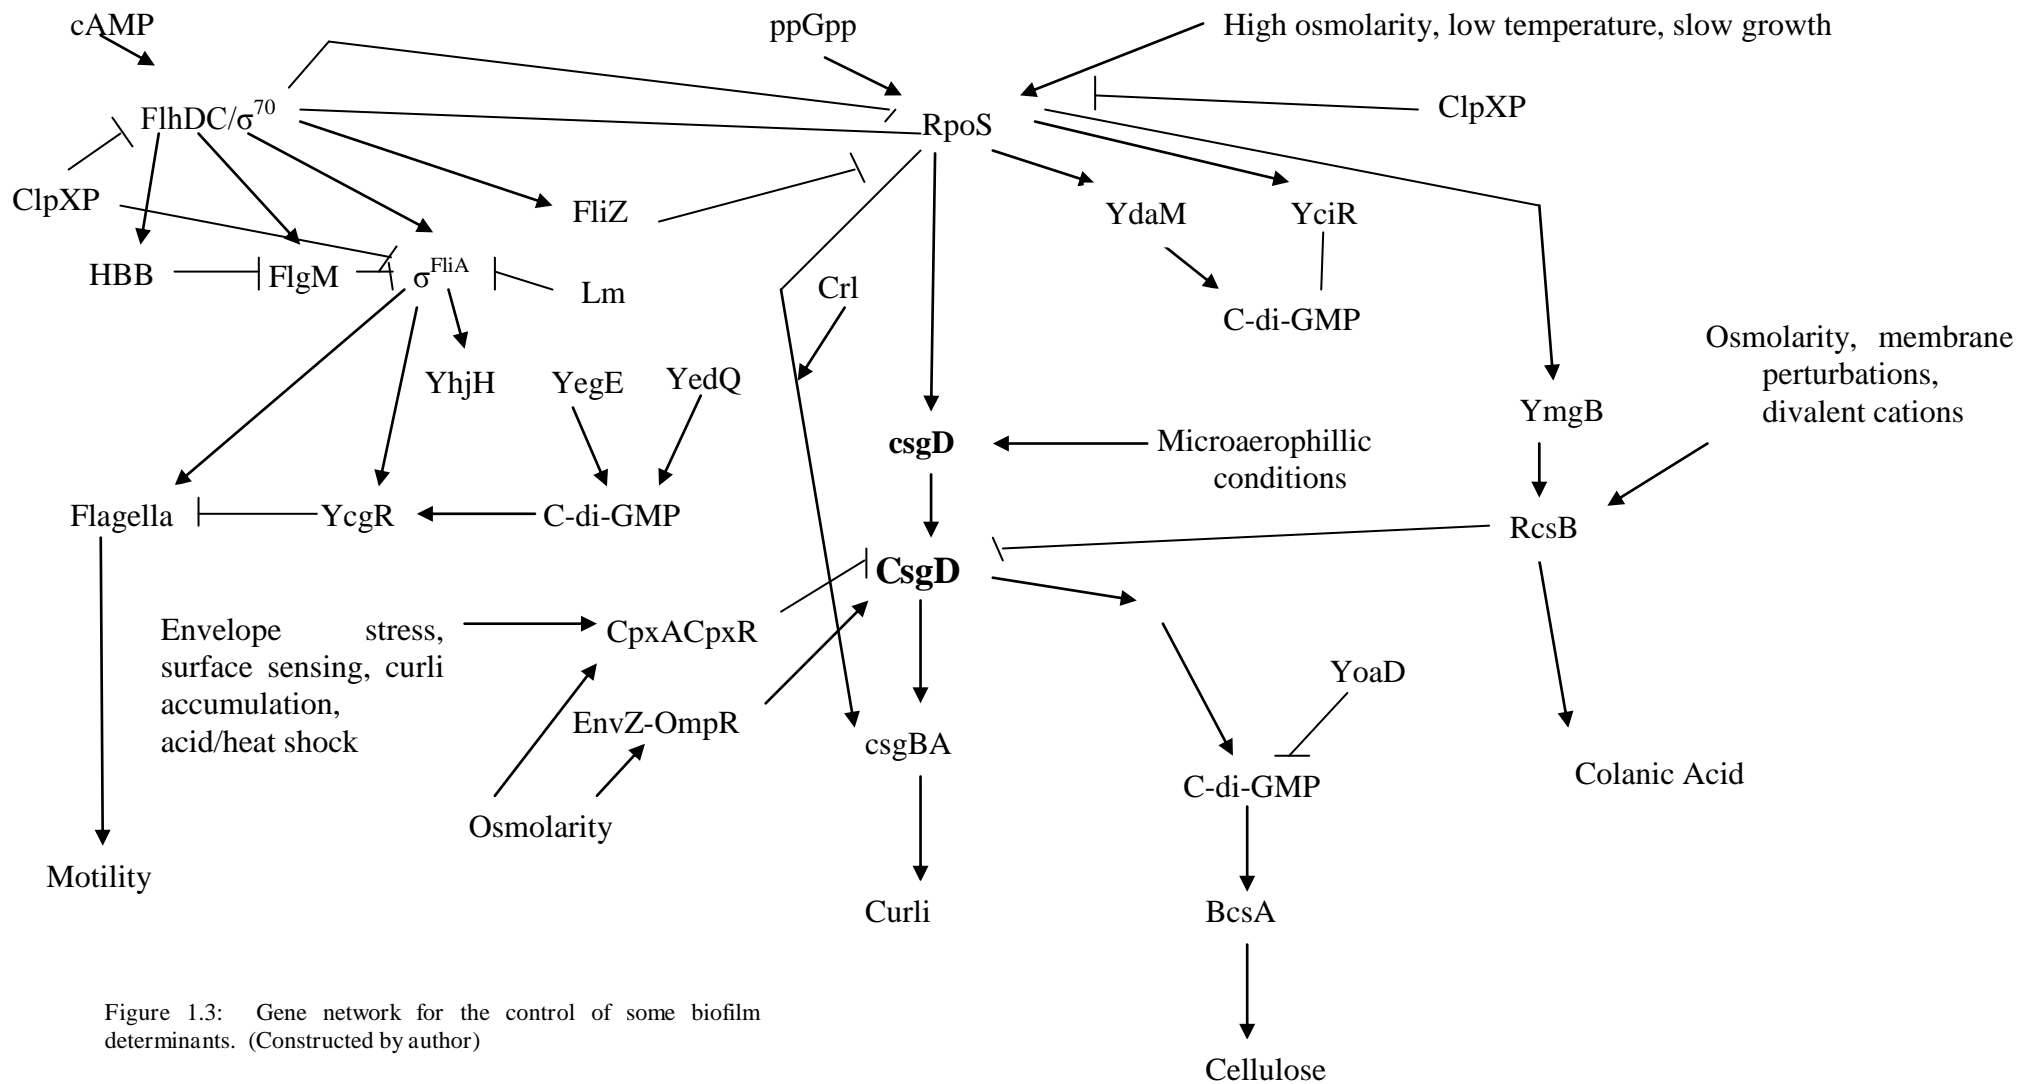 cAMP
ppGpp
High osmolarity, low temperature, slow growth
FlhDC/σ⁷⁰
RpoS
ClpXP
ClpXP
FliZ
YdaM
YciR
HBB
FlgM
σ^FliA
Lm
Crl
C-di-GMP
Osmolarity, membrane
perturbations,
divalent cations
YhjH
YegE
YedQ
YmgB
csgD
Microaerophillic
conditions
Flagella
YcgR
C-di-GMP
RcsB
CsgD
Envelope stress,
surface sensing, curli
accumulation,
acid/heat shock
CpxACpxR
YoaD
EnvZ-OmpR
csgBA
C-di-GMP
Colanic Acid
Osmolarity
Motility
Curli
BcsA
Figure 1.3: Gene network for the control of some biofilm
determinants. (Constructed by author)
Cellulose